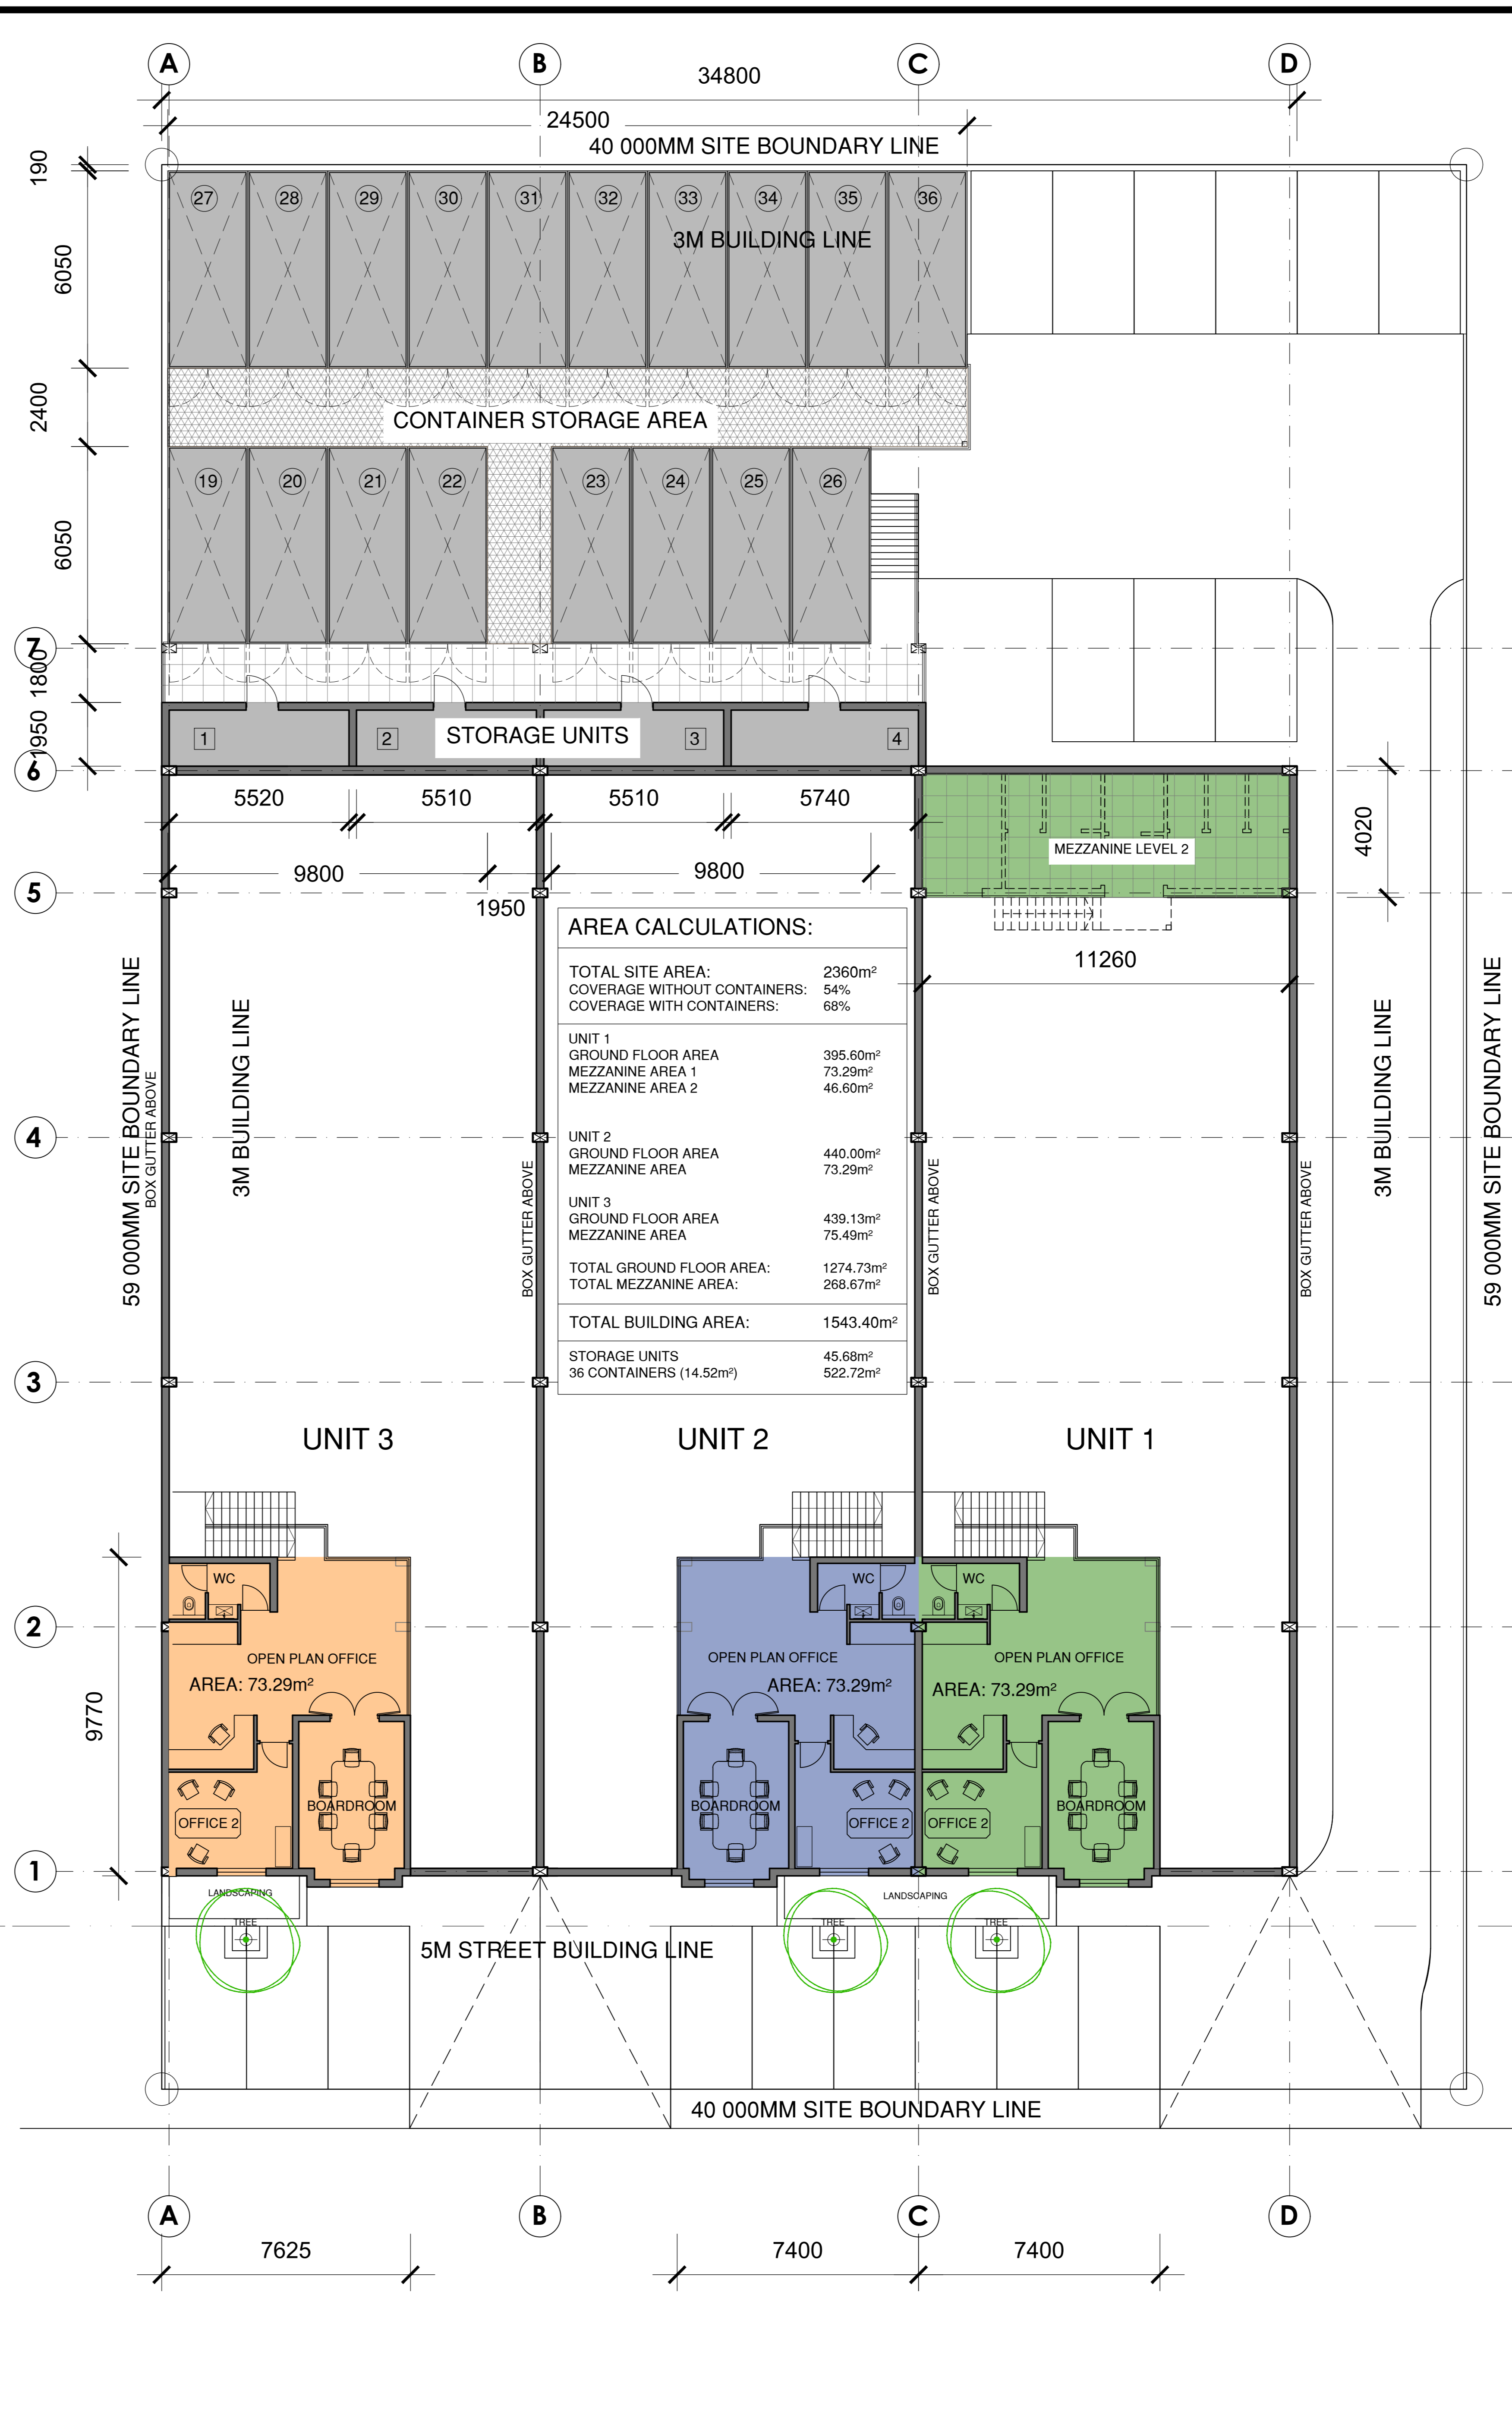 A B C D
34800
24500
40 000MM SITE BOUNDARY LINE
190
27 28 29 30 31 32 33 34 35 36
3M BUILDING LINE
6050
2400
CONTAINER STORAGE AREA
19 20 21 22 23 24 25 26
6050
7
1800
1950
1 2 STORAGE UNITS 3 4
6
5520 5510 5510 5740
4020
MEZZANINE LEVEL 2
9800 9800
5
1950
11260
AREA CALCULATIONS:
TOTAL SITE AREA: 2360m²
COVERAGE WITHOUT CONTAINERS: 54%
COVERAGE WITH CONTAINERS: 68%
UNIT 1
GROUND FLOOR AREA 395.60m²
MEZZANINE AREA 1 73.29m²
MEZZANINE AREA 2 46.60m²
UNIT 2
GROUND FLOOR AREA 440.00m²
MEZZANINE AREA 73.29m²
UNIT 3
GROUND FLOOR AREA 439.13m²
MEZZANINE AREA 75.49m²
TOTAL GROUND FLOOR AREA: 1274.73m²
TOTAL MEZZANINE AREA: 268.67m²
TOTAL BUILDING AREA: 1543.40m²
STORAGE UNITS 45.68m²
36 CONTAINERS (14.52m²) 522.72m²
59 000MM SITE BOUNDARY LINE
BOX GUTTER ABOVE
3M BUILDING LINE
BOX GUTTER ABOVE
BOX GUTTER ABOVE
BOX GUTTER ABOVE
3M BUILDING LINE
59 000MM SITE BOUNDARY LINE
4
3
UNIT 3 UNIT 2 UNIT 1
WC WC WC
2
OPEN PLAN OFFICE OPEN PLAN OFFICE OPEN PLAN OFFICE
AREA: 73.29m² AREA: 73.29m² AREA: 73.29m²
9770
BOARDROOM BOARDROOM BOARDROOM
OFFICE 2 OFFICE 2 OFFICE 2
1
LANDSCAPING LANDSCAPING
TREE TREE TREE
5M STREET BUILDING LINE
40 000MM SITE BOUNDARY LINE
A B C D
7625 7400 7400